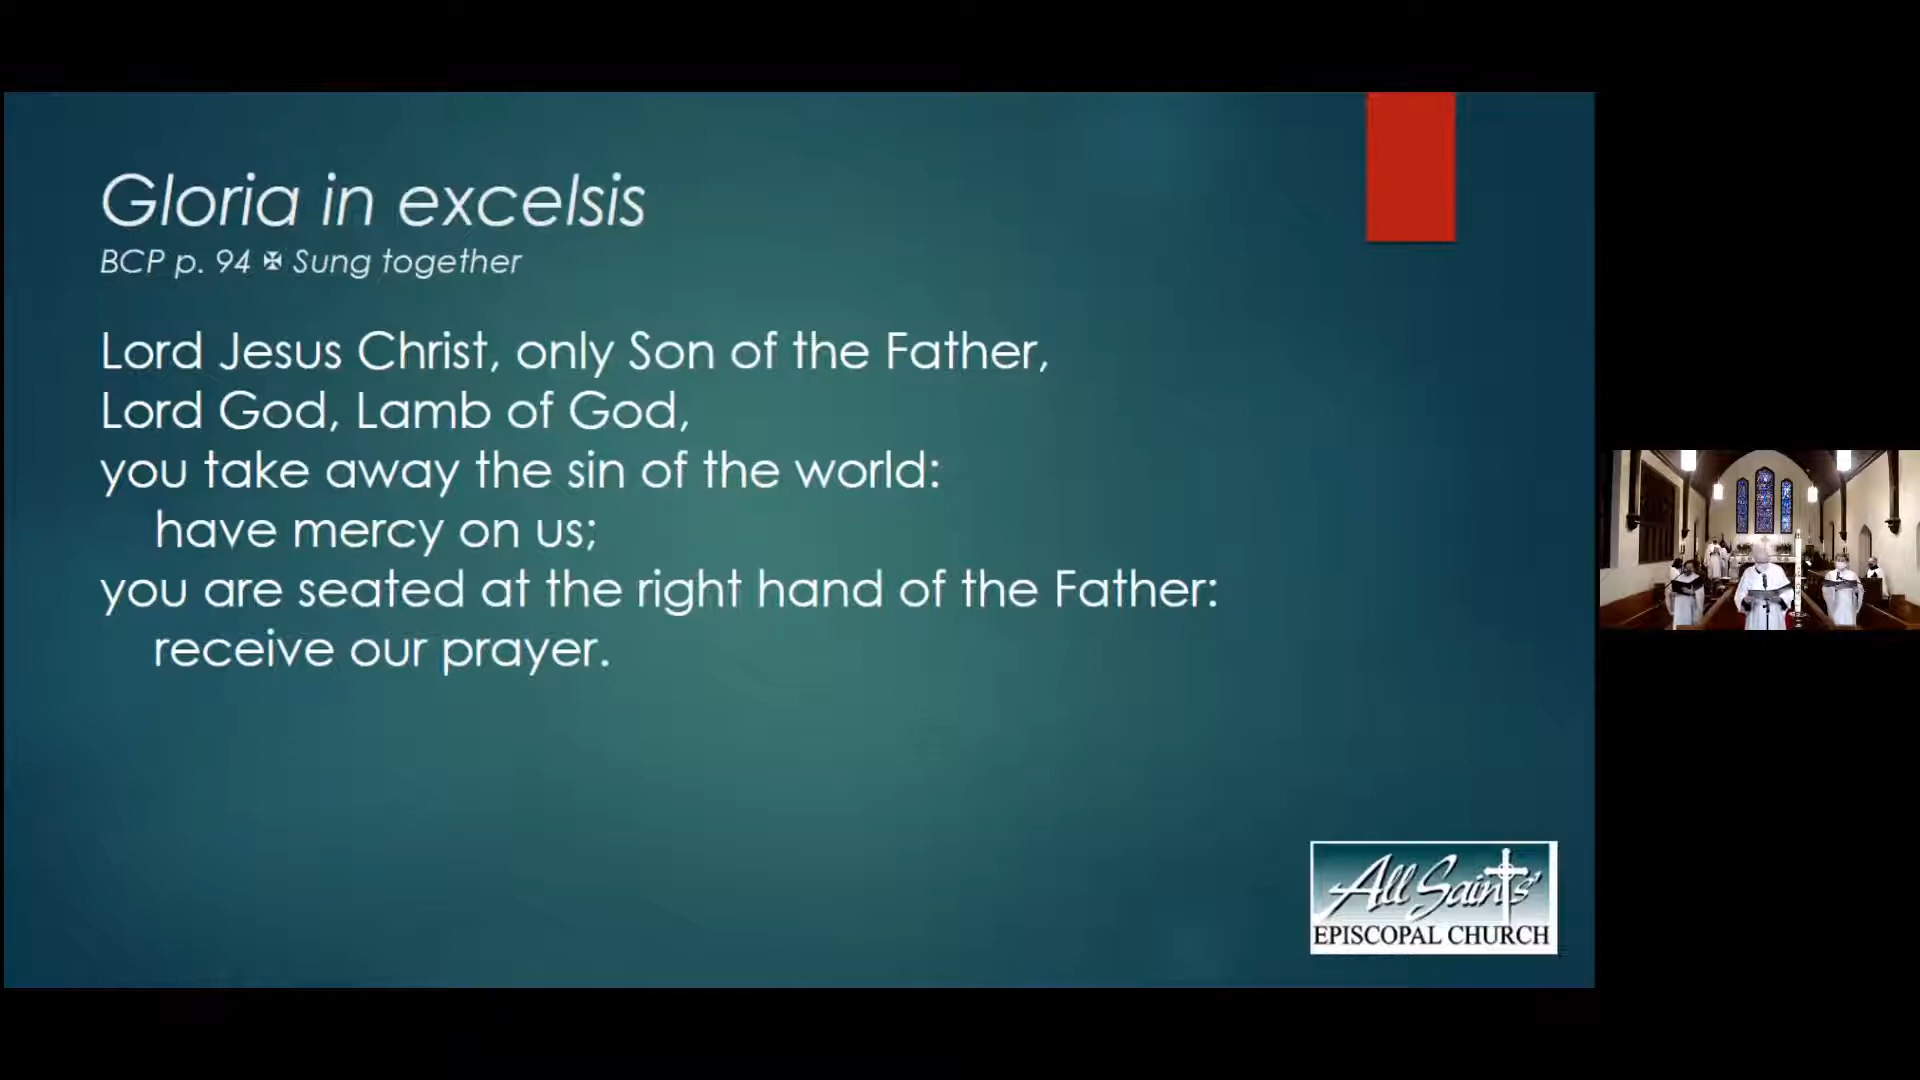 Gloria in excelsis
BCP p. 94 ✠ Sung together
Lord Jesus Christ, only Son of the Father,
Lord God, Lamb of God,
you take away the sin of the world:
have mercy on us;
you are seated at the right hand of the Father:
receive our prayer.
All Saints'
EPISCOPAL CHURCH